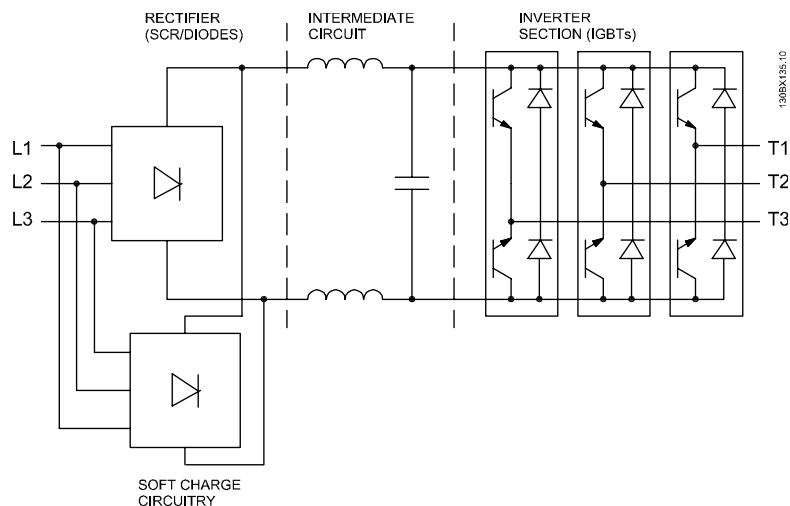 RECTIFIER
(SCR/DIODES)
INTERMEDIATE
CIRCUIT
INVERTER
SECTION (IGBTs)
130BX135.10
L1
L2
L3
T1
T2
T3
SOFT CHARGE
CIRCUITRY